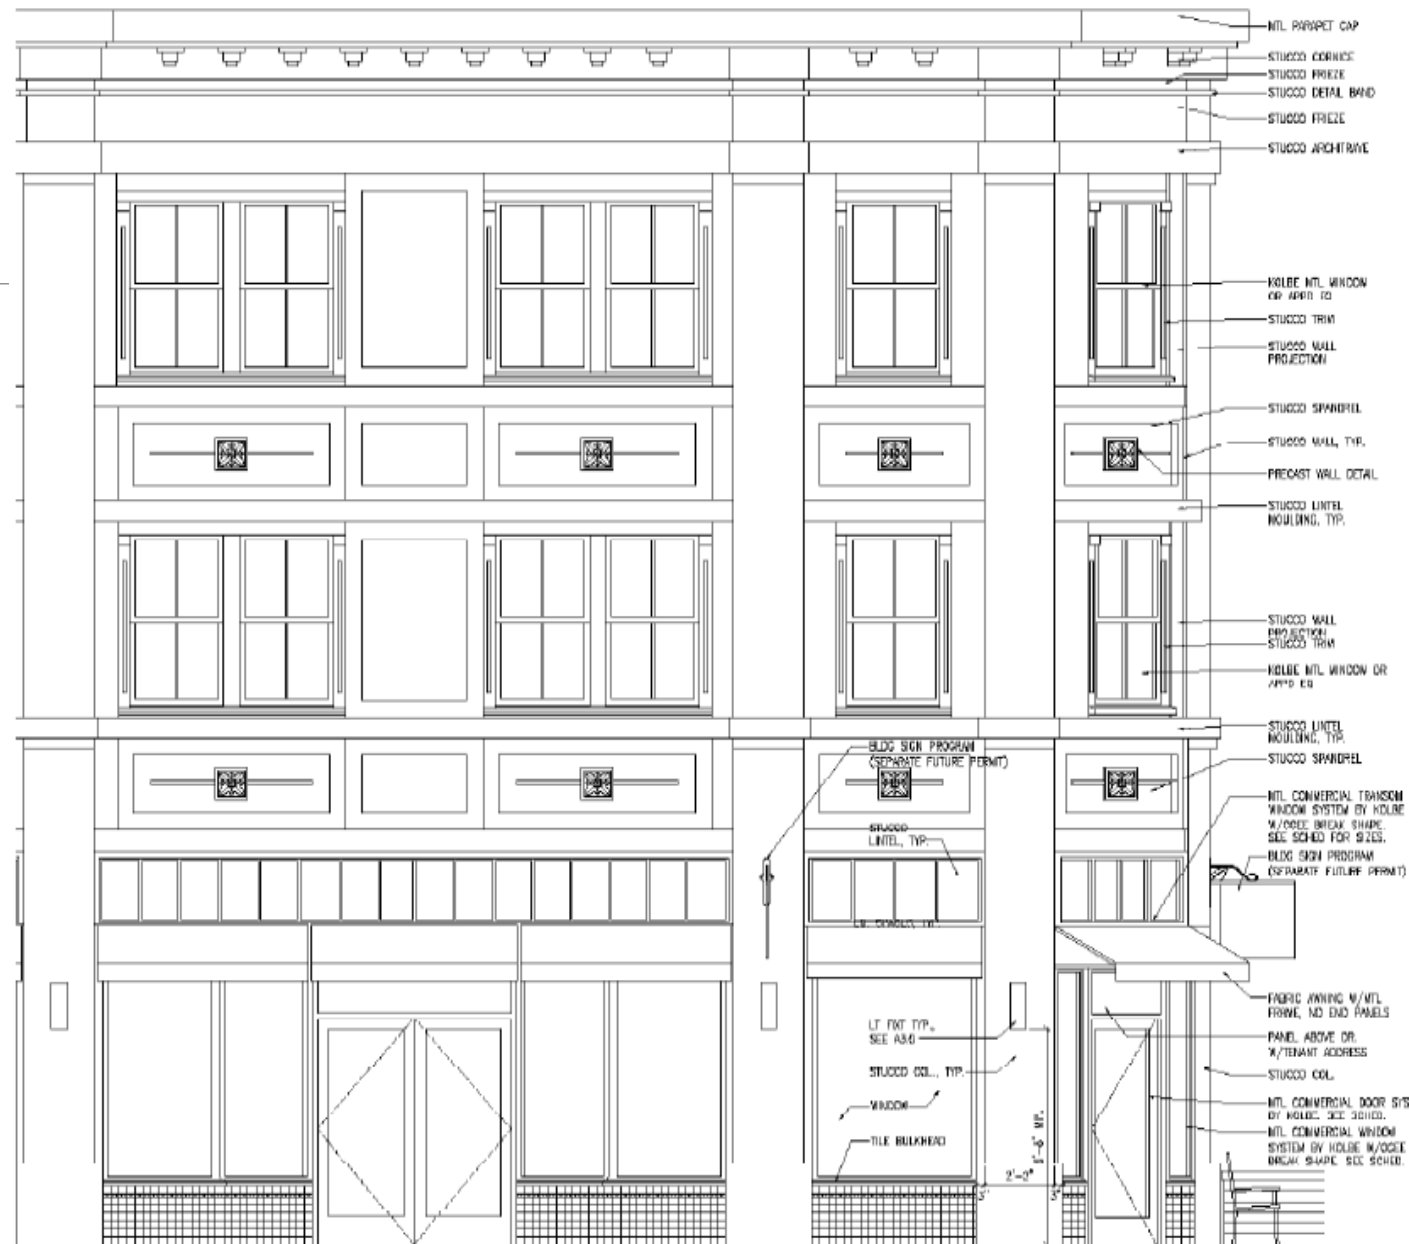 MTL PARAPET CAP
STUCCO CORNICE
STUCCO FRIEZE
STUCCO DETAIL BAND
STUCCO FRIEZE
STUCCO ARCHITRAVE
KOLBE MTL WINDOW
OR APP'D EQ
STUCCO TRIM
STUCCO WALL
PROJECTION
STUCCO SPANDREL
STUCCO WALL, TYP.
PRECAST WALL DETAIL
STUCCO LINTEL
MOULDING, TYP.
STUCCO WALL
PROJECTION
STUCCO TRIM
KOLBE MTL WINDOW OR
APP'D EQ
STUCCO LINTEL
MOULDING, TYP.
BLDG SIGN PROGRAM
(SEPARATE FUTURE PERMIT)
STUCCO SPANDREL
MTL COMMERCIAL TRANSOM
WINDOW SYSTEM BY KOLBE
W/OGEE BREAK SHAPE.
SEE SCHED FOR SIZES.
STUCCO
LINTEL, TYP.
BLDG SIGN PROGRAM
(SEPARATE FUTURE PERMIT)
TYP.
FABRIC AWNING W/MTL
FRAME, NO END PANELS
LT FIXT TYP.,
SEE A3.0
PANEL ABOVE DR.
W/TENANT ADDRESS
STUCCO COL., TYP.
STUCCO COL.
WINDOW
MTL COMMERCIAL DOOR SYS
BY KOLBE. SEE SCHED.
TILE BULKHEAD
MTL COMMERCIAL WINDOW
SYSTEM BY KOLBE W/OGEE
BREAK SHAPE. SEE SCHED.
2'-2"
3"
3"